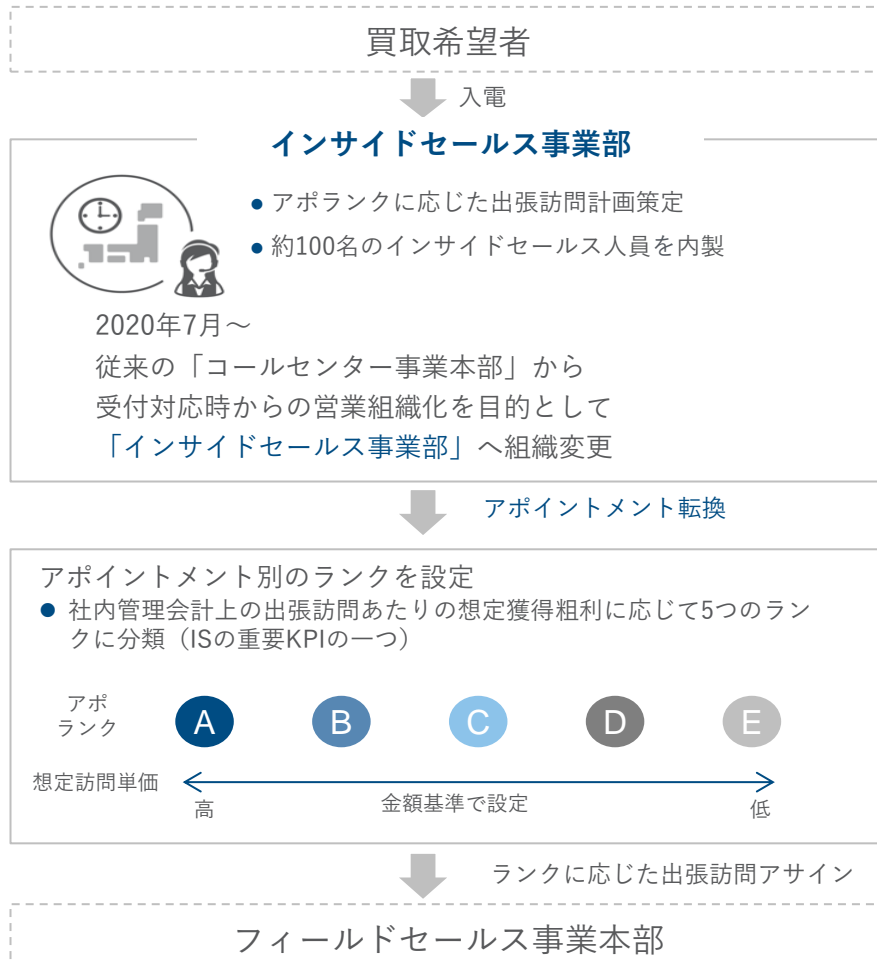 買取希望者
入電
インサイドセールス事業部
● アポランクに応じた出張訪問計画策定
● 約100名のインサイドセールス人員を内製
2020年7月～
従来の「コールセンター事業本部」から
受付対応時からの営業組織化を目的として
「インサイドセールス事業部」へ組織変更
アポイントメント転換
アポイントメント別のランクを設定
● 社内管理会計上の出張訪問あたりの想定獲得粗利に応じて5つのラン
クに分類（ISの重要KPIの一つ）
アポ
ランク
A B C D E
想定訪問単価
高 金額基準で設定 低
ランクに応じた出張訪問アサイン
フィールドセールス事業本部